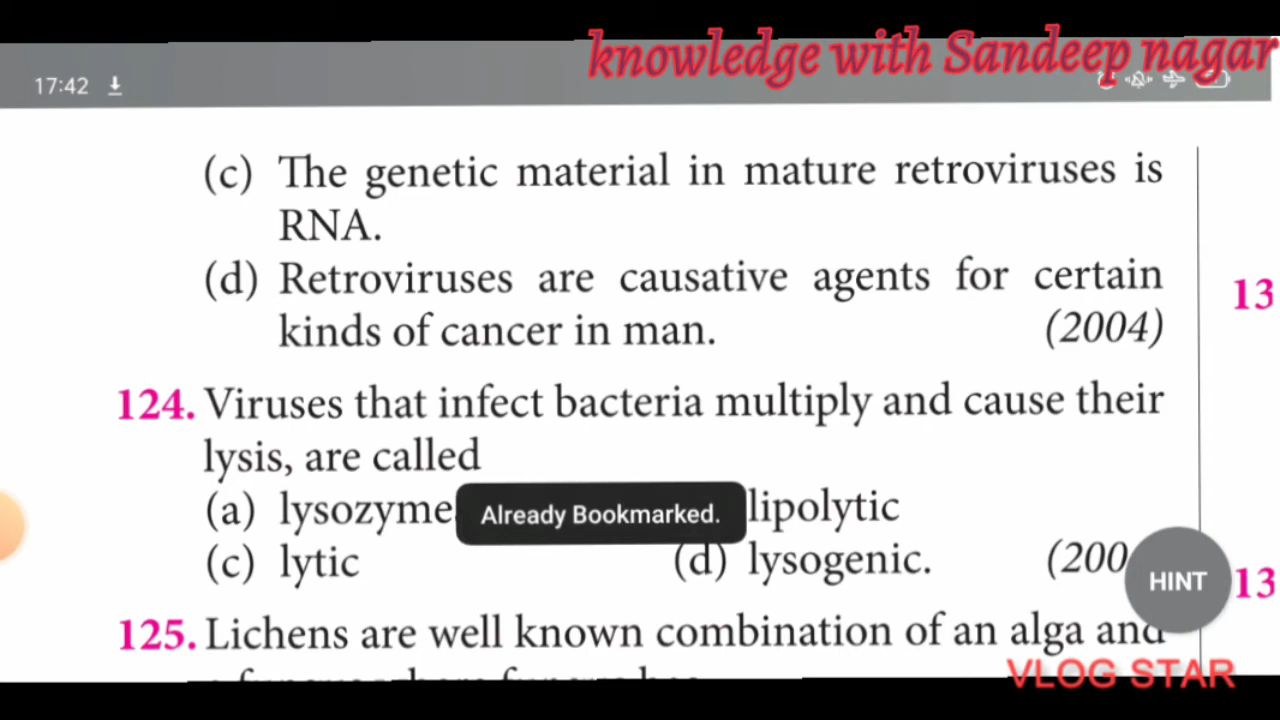 knowledge with Sandeep nagar
17:42
(c) The genetic material in mature retroviruses is
RNA.
(d) Retroviruses are causative agents for certain
kinds of cancer in man. (2004)
13
124. Viruses that infect bacteria multiply and cause their
lysis, are called
(a) lysozyme lipolytic
Already Bookmarked.
(c) lytic (d) lysogenic. (200
HINT
13
125. Lichens are well known combination of an alga and
VLOG STAR